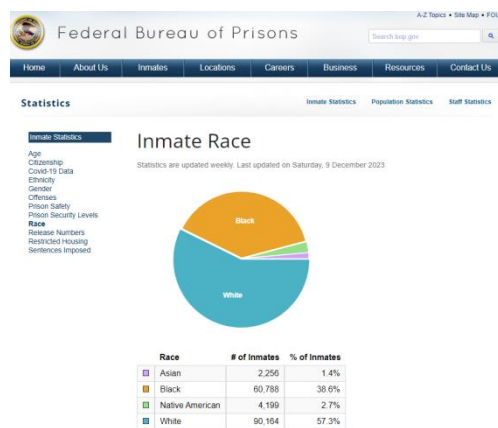 A-Z Topics • Site Map • FOI
Federal Bureau of Prisons
Search bop.gov
Home About Us Inmates Locations Careers Business Resources Contact Us
Statistics
Inmate Statistics Population Statistics Staff Statistics
Inmate Statistics
Age
Citizenship
Covid-19 Data
Ethnicity
Gender
Offenses
Prison Safety
Prison Security Levels
Race
Release Numbers
Restricted Housing
Sentences Imposed
Inmate Race
Statistics are updated weekly. Last updated on Saturday, 9 December 2023
Black
White
Race # of Inmates % of Inmates
Asian 2,256 1.4%
Black 60,788 38.6%
Native American 4,199 2.7%
White 90,164 57.3%